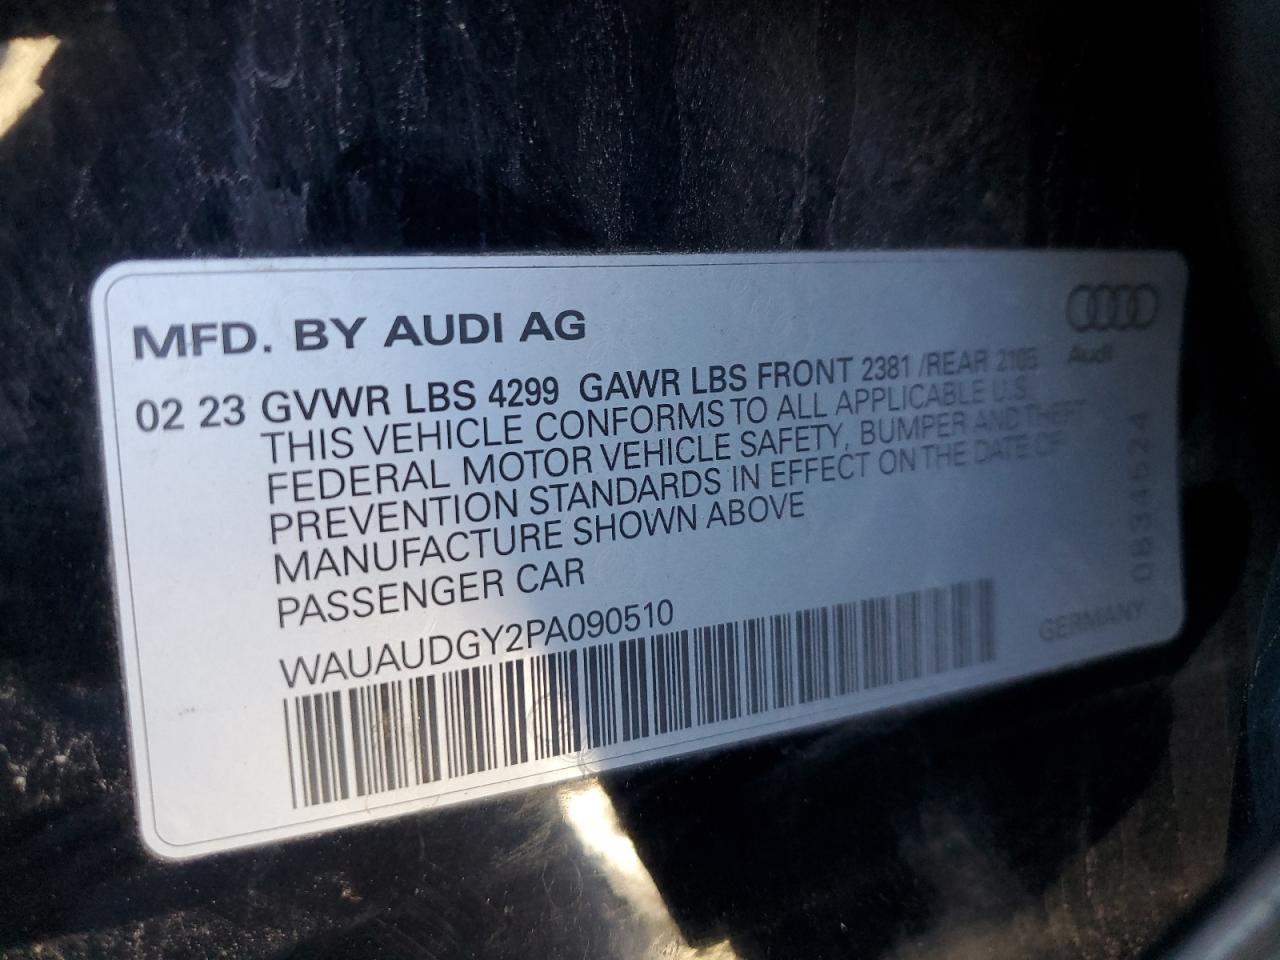 MFD. BY AUDI AG
Audi
02 23 GVWR LBS 4299 GAWR LBS FRONT 2381 /REAR 2105
THIS VEHICLE CONFORMS TO ALL APPLICABLE U.S.
FEDERAL MOTOR VEHICLE SAFETY, BUMPER AND THEFT
PREVENTION STANDARDS IN EFFECT ON THE DATE OF
MANUFACTURE SHOWN ABOVE
PASSENGER CAR
WAUAUDGY2PA090510
GERMANY
0834524